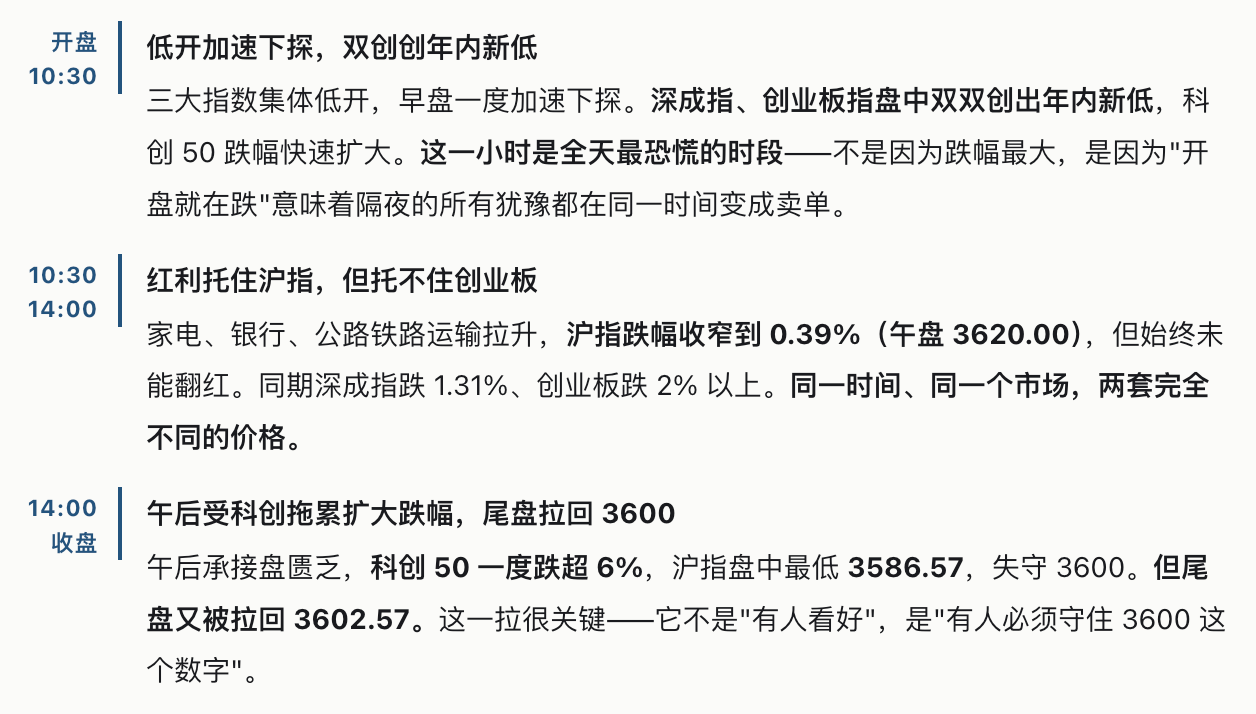 开盘
10:30
低开加速下探，双创创年内新低
三大指数集体低开，早盘一度加速下探。深成指、创业板指盘中双双创出年内新低，科
创 50 跌幅快速扩大。这一小时是全天最恐慌的时段——不是因为跌幅最大，是因为"开
盘就在跌"意味着隔夜的所有犹豫都在同一时间变成卖单。
10:30
14:00
红利托住沪指，但托不住创业板
家电、银行、公路铁路运输拉升，沪指跌幅收窄到 0.39%（午盘 3620.00），但始终未
能翻红。同期深成指跌 1.31%、创业板跌 2% 以上。同一时间、同一个市场，两套完全
不同的价格。
14:00
收盘
午后受科创拖累扩大跌幅，尾盘拉回 3600
午后承接盘匮乏，科创 50 一度跌超 6%，沪指盘中最低 3586.57，失守 3600。但尾
盘又被拉回 3602.57。这一拉很关键——它不是"有人看好"，是"有人必须守住 3600 这
个数字"。